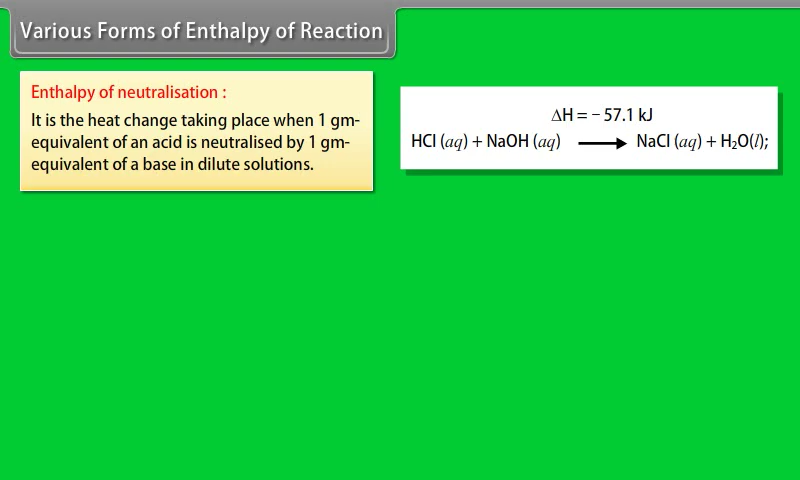 Various Forms of Enthalpy of Reaction
Enthalpy of neutralisation :
It is the heat change taking place when 1 gm-
equivalent of an acid is neutralised by 1 gm-
equivalent of a base in dilute solutions.
ΔH = − 57.1 kJ
HCl (aq) + NaOH (aq) ⟶ NaCl (aq) + H₂O(l);